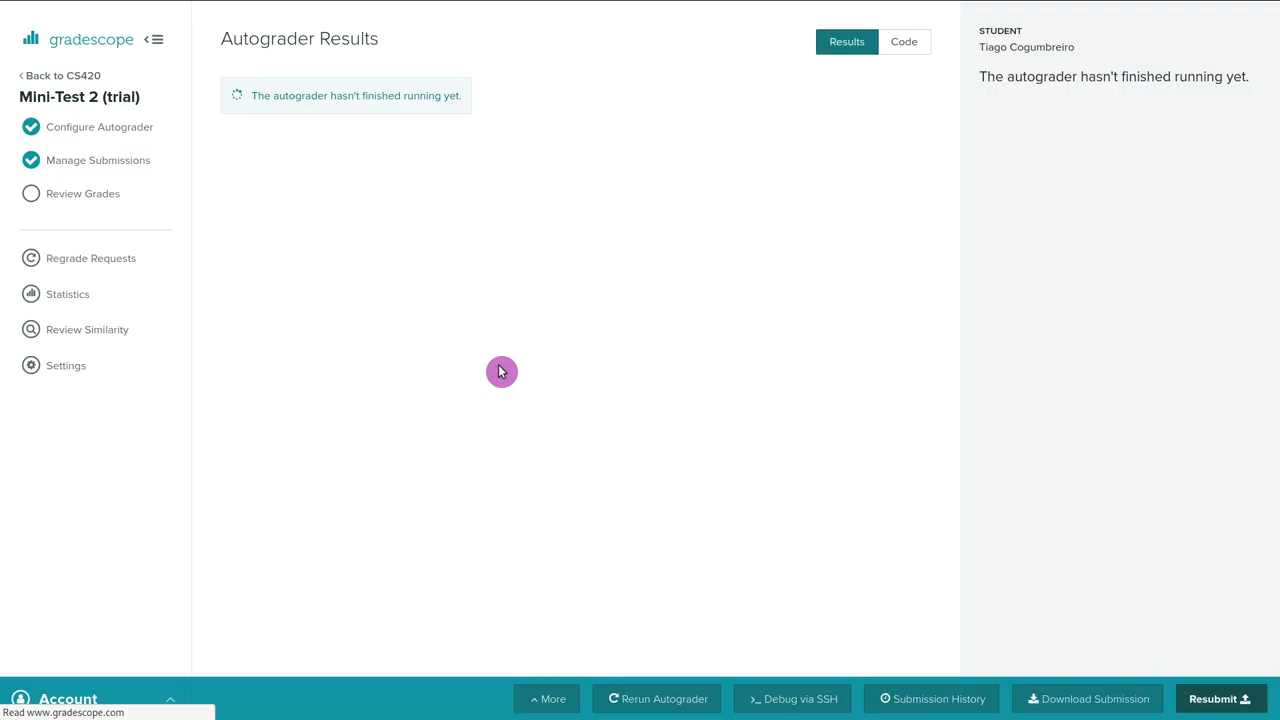 gradescope
Back to CS420
Mini-Test 2 (trial)
Configure Autograder
Manage Submissions
Review Grades
Regrade Requests
Statistics
Review Similarity
Settings
Account
Read www.gradescope.com
Autograder Results
Results
Code
The autograder hasn't finished running yet.
STUDENT
Tiago Cogumbreiro
The autograder hasn't finished running yet.
More
Rerun Autograder
Debug via SSH
Submission History
Download Submission
Resubmit